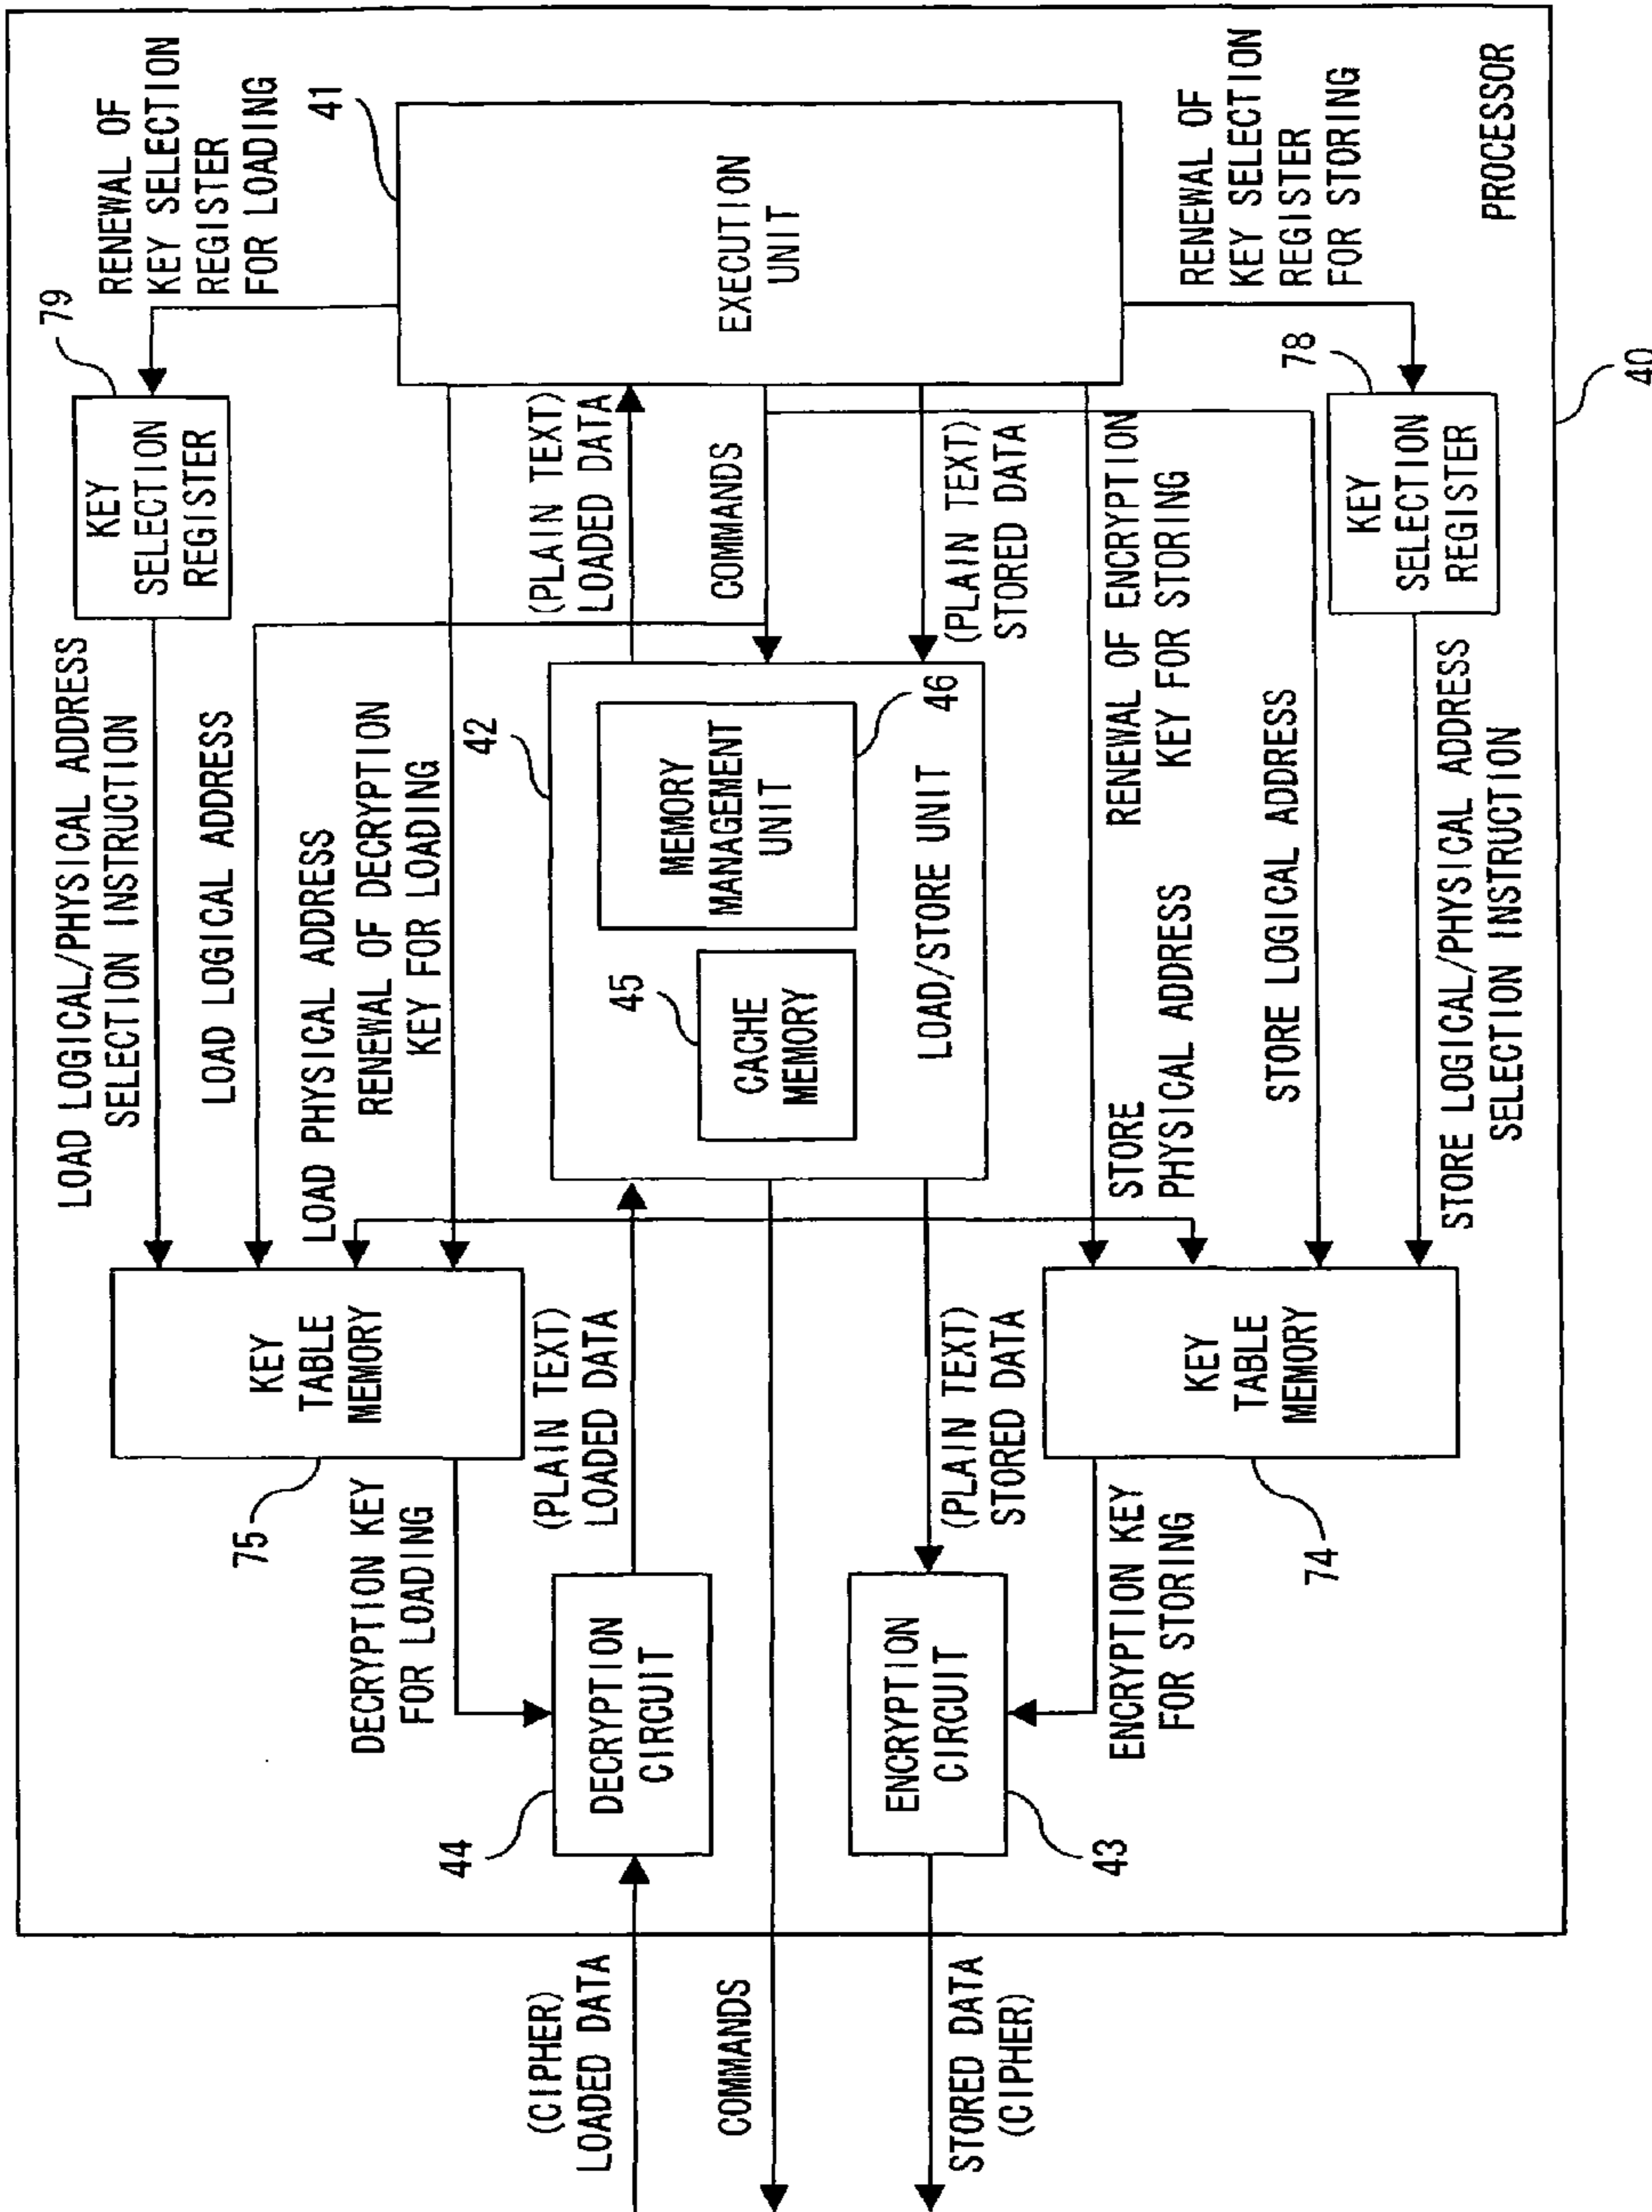 RENEWAL OF
KEY SELECTION
REGISTER
FOR LOADING
79
KEY
SELECTION
REGISTER
LOAD LOGICAL/PHYSICAL ADDRESS
SELECTION INSTRUCTION
LOAD LOGICAL ADDRESS
LOAD PHYSICAL ADDRESS
RENEWAL OF DECRYPTION
KEY FOR LOADING
KEY
TABLE
MEMORY
75
DECRYPTION KEY
FOR LOADING
41
EXECUTION
UNIT
(PLAIN TEXT)
LOADED DATA
COMMANDS
(PLAIN TEXT)
STORED DATA
42
MEMORY
MANAGEMENT
UNIT
46
45
CACHE
MEMORY
LOAD/STORE UNIT
(PLAIN TEXT)
LOADED DATA
(PLAIN TEXT)
STORED DATA
44
DECRYPTION
CIRCUIT
ENCRYPTION
CIRCUIT
43
(CIPHER)
LOADED DATA
COMMANDS
STORED DATA
(CIPHER)
RENEWAL OF ENCRYPTION
KEY FOR STORING
STORE
PHYSICAL ADDRESS
STORE LOGICAL ADDRESS
STORE LOGICAL/PHYSICAL ADDRESS
SELECTION INSTRUCTION
KEY
TABLE
MEMORY
74
ENCRYPTION KEY
FOR STORING
RENEWAL OF
KEY SELECTION
REGISTER
FOR STORING
78
KEY
SELECTION
REGISTER
PROCESSOR
40